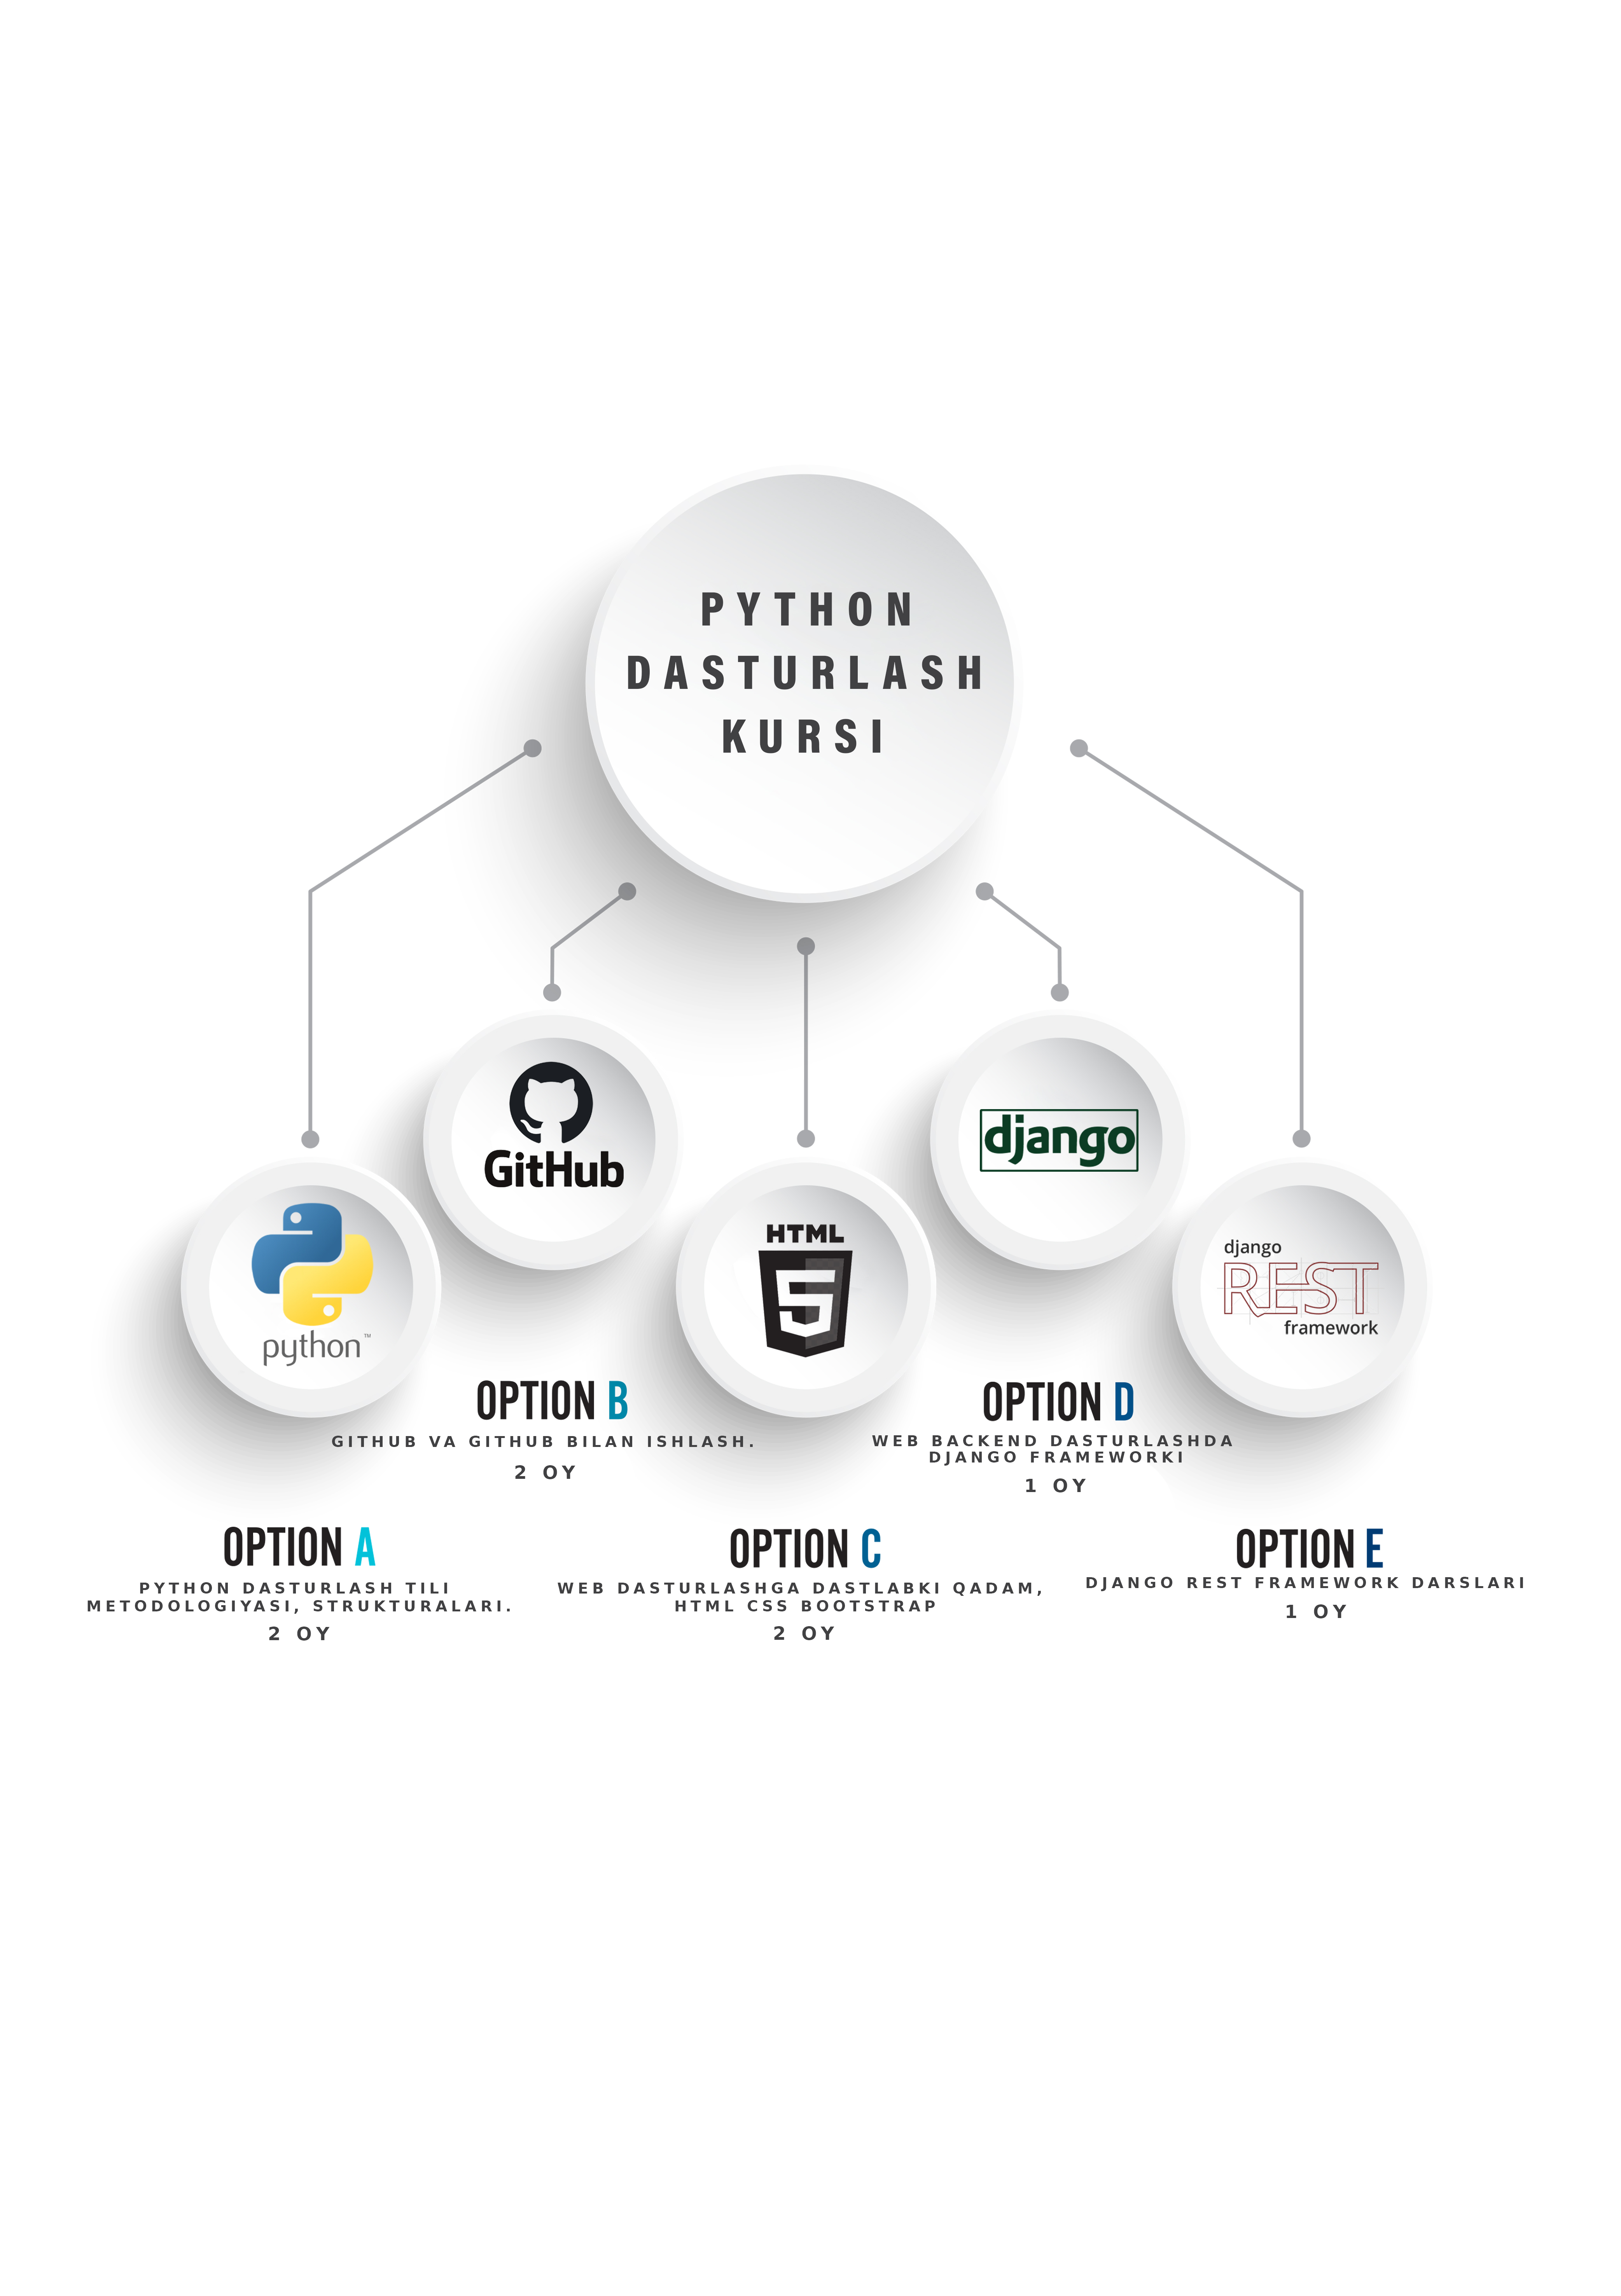 PYTHON
DASTURLASH
KURSI
GitHub
django
HTML
5
python™
django
REST
framework
OPTION B
GITHUB VA GITHUB BILAN ISHLASH.
2 OY
OPTION D
WEB BACKEND DASTURLASHDA
DJANGO FRAMEWORKI
1 OY
OPTION A
PYTHON DASTURLASH TILI
METODOLOGIYASI, STRUKTURALARI.
2 OY
OPTION C
WEB DASTURLASHGA DASTLABKI QADAM,
HTML CSS BOOTSTRAP
2 OY
OPTION E
DJANGO REST FRAMEWORK DARSLARI
1 OY